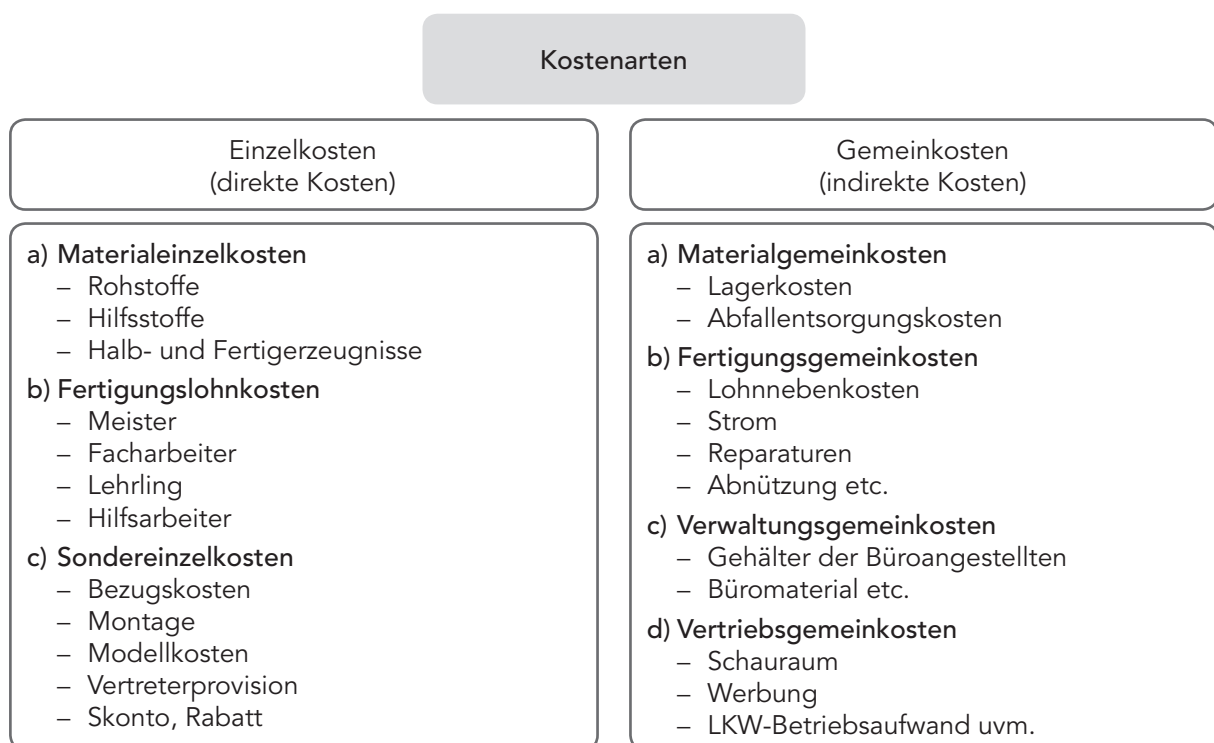 Kostenarten
Einzelkosten
(direkte Kosten)
a) Materialeinzelkosten
– Rohstoffe
– Hilfsstoffe
– Halb- und Fertigerzeugnisse
b) Fertigungslohnkosten
– Meister
– Facharbeiter
– Lehrling
– Hilfsarbeiter
c) Sondereinzelkosten
– Bezugskosten
– Montage
– Modellkosten
– Vertreterprovision
– Skonto, Rabatt
Gemeinkosten
(indirekte Kosten)
a) Materialgemeinkosten
– Lagerkosten
– Abfallentsorgungskosten
b) Fertigungsgemeinkosten
– Lohnnebenkosten
– Strom
– Reparaturen
– Abnützung etc.
c) Verwaltungsgemeinkosten
– Gehälter der Büroangestellten
– Büromaterial etc.
d) Vertriebsgemeinkosten
– Schauraum
– Werbung
– LKW-Betriebsaufwand uvm.